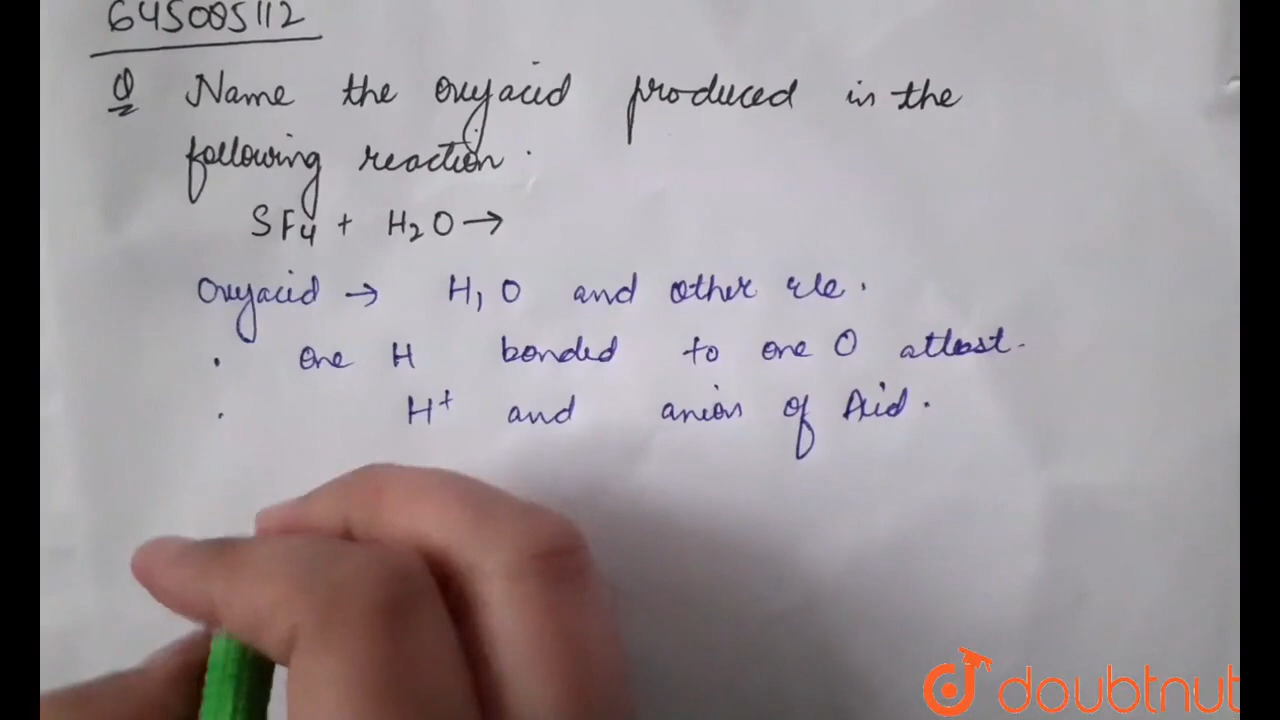 645085112
Q Name the Oxyacid produced in the
following reaction.
SF4 + H2O →
Oxyacid → H, O and other ele.
. one H bonded to one O atleast.
. H+ and anion of Acid.
doubtnut